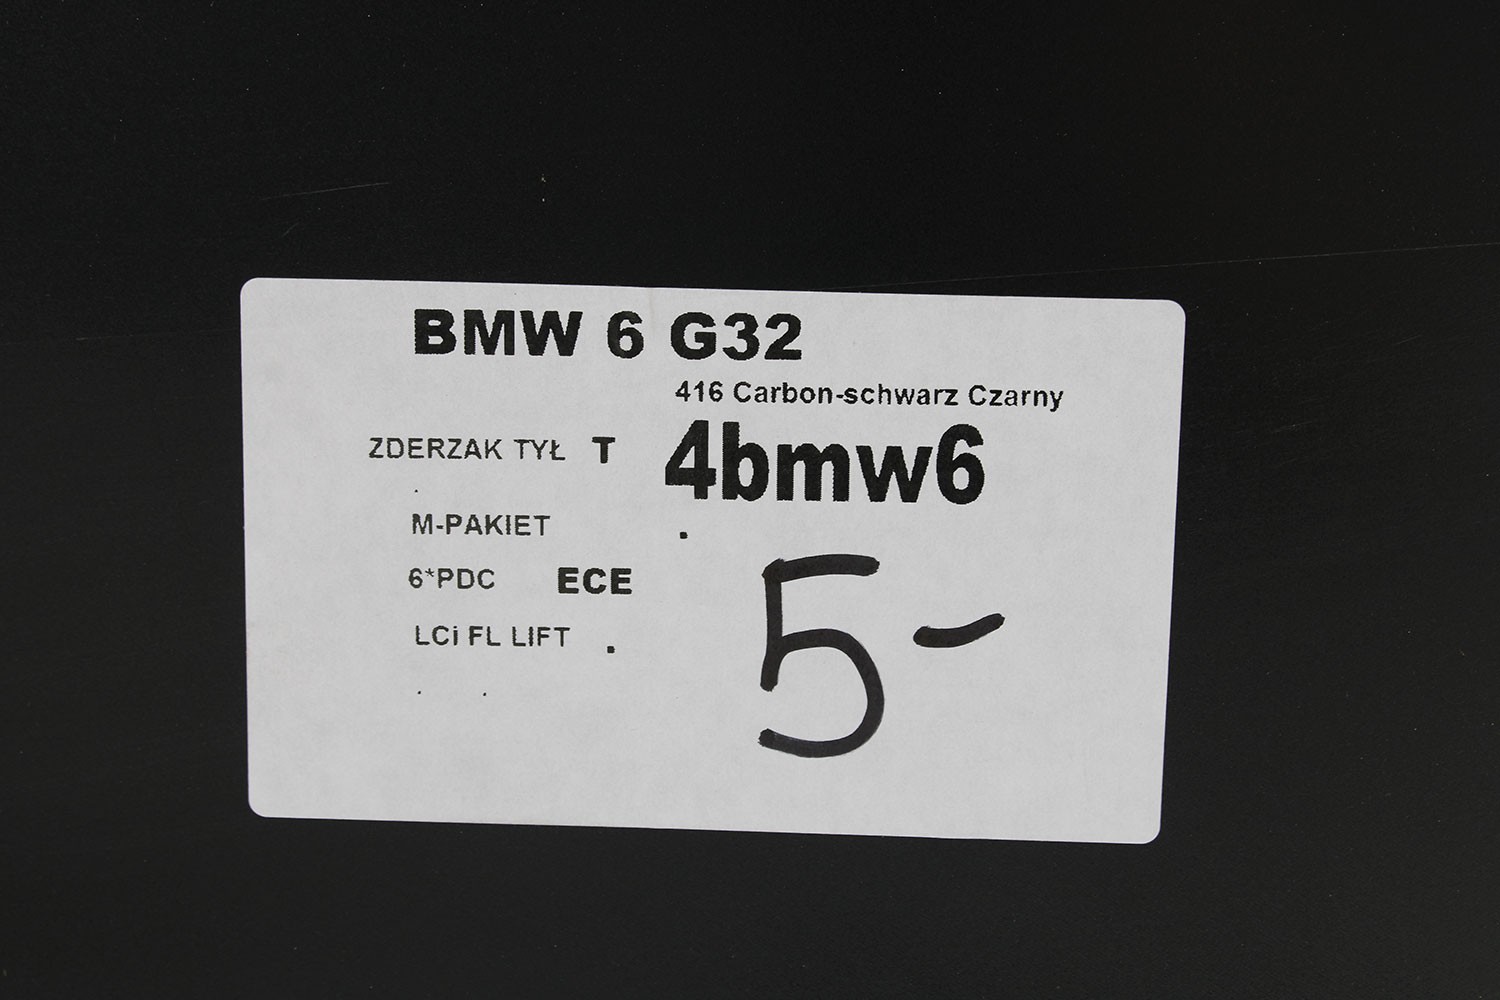 BMW 6 G32
416 Carbon-schwarz Czarny
ZDERZAK TYŁ T 4bmw6
.
M-PAKIET .
6*PDC ECE
LCi FL LIFT .
. .
5-